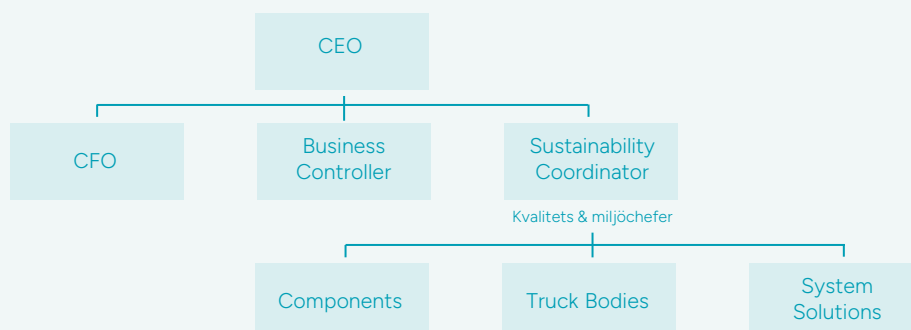 CEO
CFO
Business
Controller
Sustainability
Coordinator
Kvalitets & miljöchefer
Components
Truck Bodies
System
Solutions